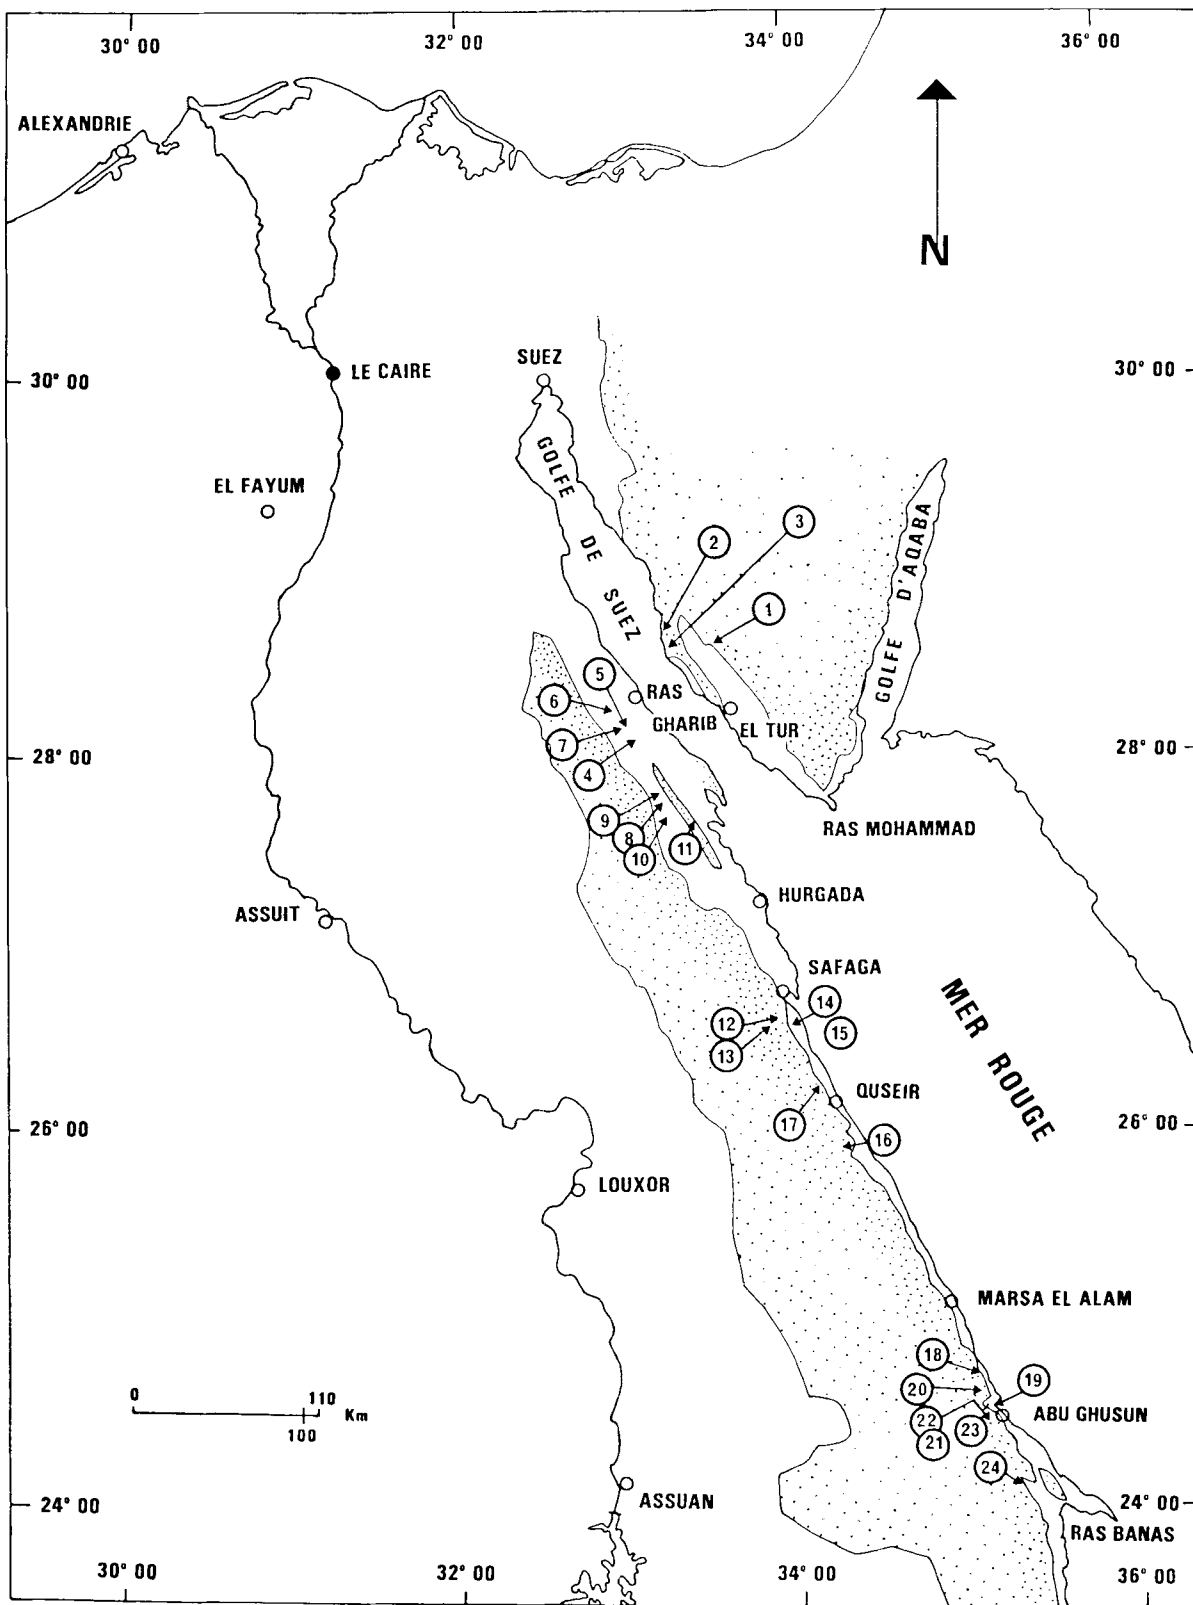 30° 00
32° 00
34° 00
36° 00
ALEXANDRIE
N
SUEZ
30° 00
LE CAIRE
30° 00
GOLFE DE SUEZ
EL FAYUM
GOLFE D'AQABA
3
2
1
5
RAS GHARIB
6
EL TUR
7
28° 00
4
28° 00
9
8
10
11
RAS MOHAMMAD
HURGADA
ASSUIT
SAFAGA
MER ROUGE
14
12
15
13
QUSEIR
26° 00
17
16
26° 00
LOUXOR
MARSA EL ALAM
18
19
20
0 110
Km
100
22
23
ABU GHUSUN
21
24
24° 00
ASSUAN
24° 00
RAS BANAS
30° 00
32° 00
34° 00
36° 00